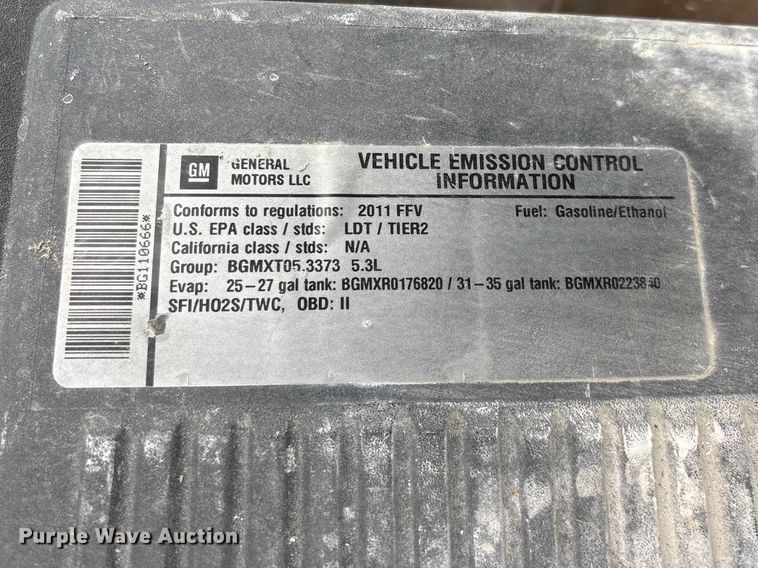 GM GENERAL MOTORS LLC
VEHICLE EMISSION CONTROL
INFORMATION
Conforms to regulations: 2011 FFV Fuel: Gasoline/Ethanol
U.S. EPA class / stds: LDT / TIER2
California class / stds: N/A
Group: BGMXT05.3373 5.3L
Evap: 25-27 gal tank: BGMXR0176820 / 31-35 gal tank:
SFI/HO2S/TWC, OBD: II
*BG110666*
Purple Wave Auction